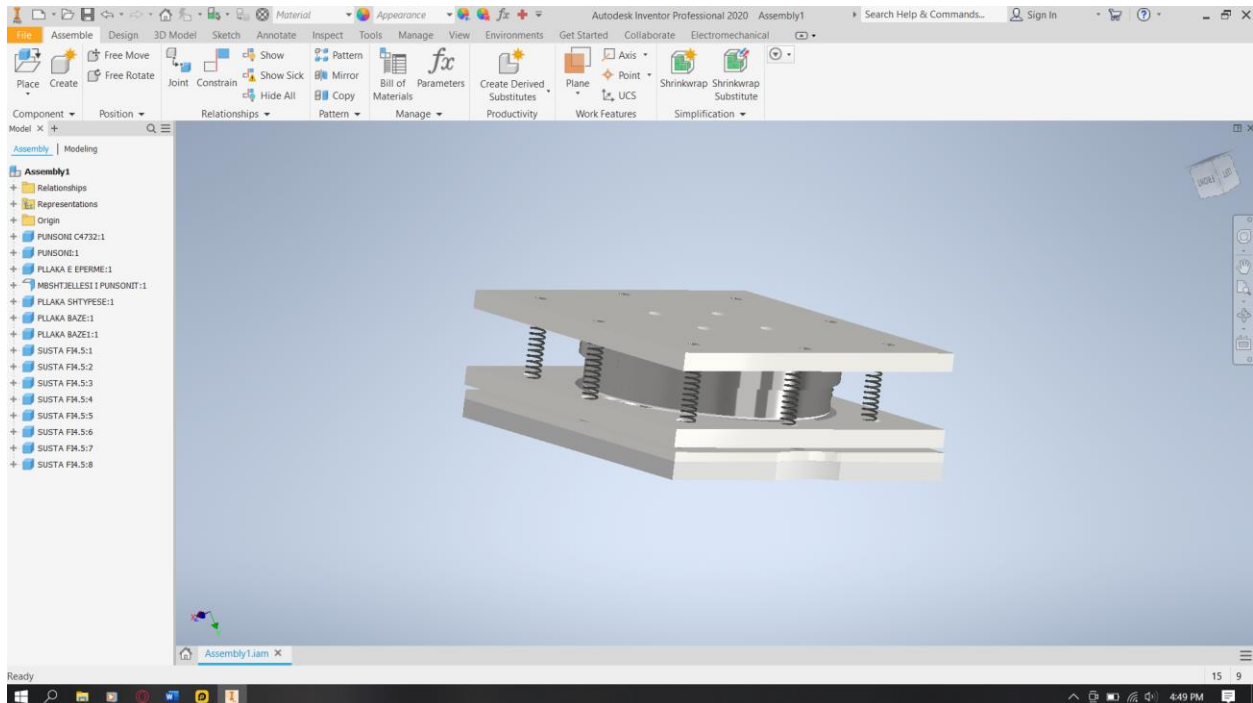 Material
Appearance
Autodesk Inventor Professional 2020 Assembly1
Search Help & Commands...
Sign In
File Assemble Design 3D Model Sketch Annotate Inspect Tools Manage View Environments Get Started Collaborate Electromechanical
Place
Create
Free Move
Free Rotate
Joint
Constrain
Show
Show Sick
Hide All
Pattern
Mirror
Copy
Bill of Materials
fx
Parameters
Create Derived Substitutes
Plane
Axis
Point
UCS
Shrinkwrap
Shrinkwrap Substitute
Component Position Relationships Pattern Manage Productivity Work Features Simplification
Model × +
Assembly | Modeling
Assembly1
Relationships
Representations
Origin
PUNSONI C4732:1
PUNSONI:1
PLLAKA E EPERME:1
MBSHTJELLESI I PUNSONIT:1
PLLAKA SHTYPESE:1
PLLAKA BAZE:1
PLLAKA BAZE1:1
SUSTA FI4.5:1
SUSTA FI4.5:2
SUSTA FI4.5:3
SUSTA FI4.5:4
SUSTA FI4.5:5
SUSTA FI4.5:6
SUSTA FI4.5:7
SUSTA FI4.5:8
FRONT
Assembly1.iam ×
Ready
15 9
4:49 PM